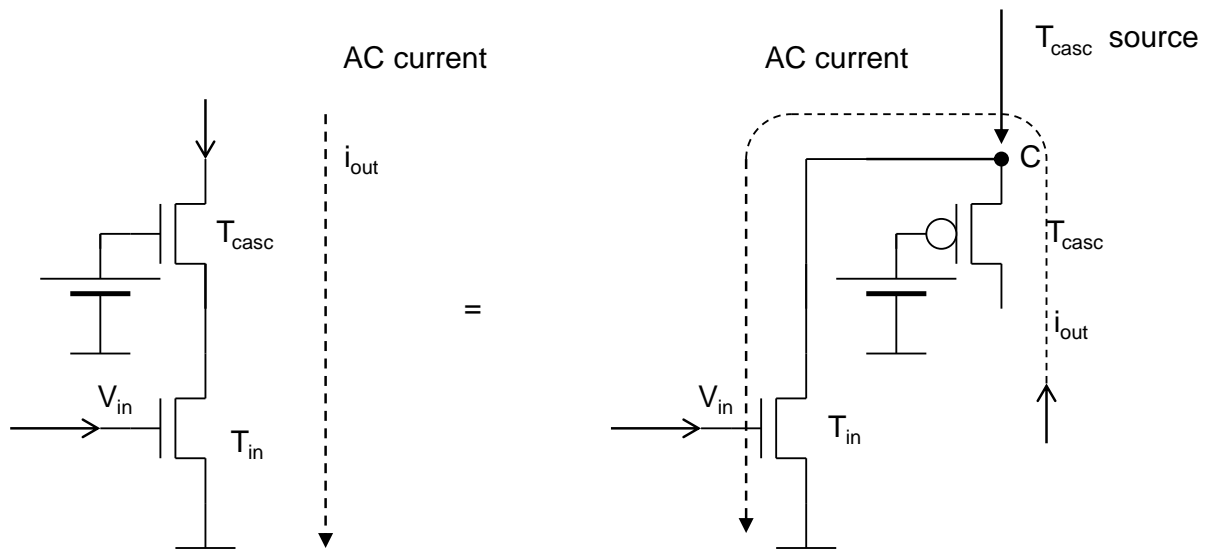 AC current
i_out
T_casc
V_in
T_in
=
AC current
T_casc source
C
T_casc
i_out
V_in
T_in